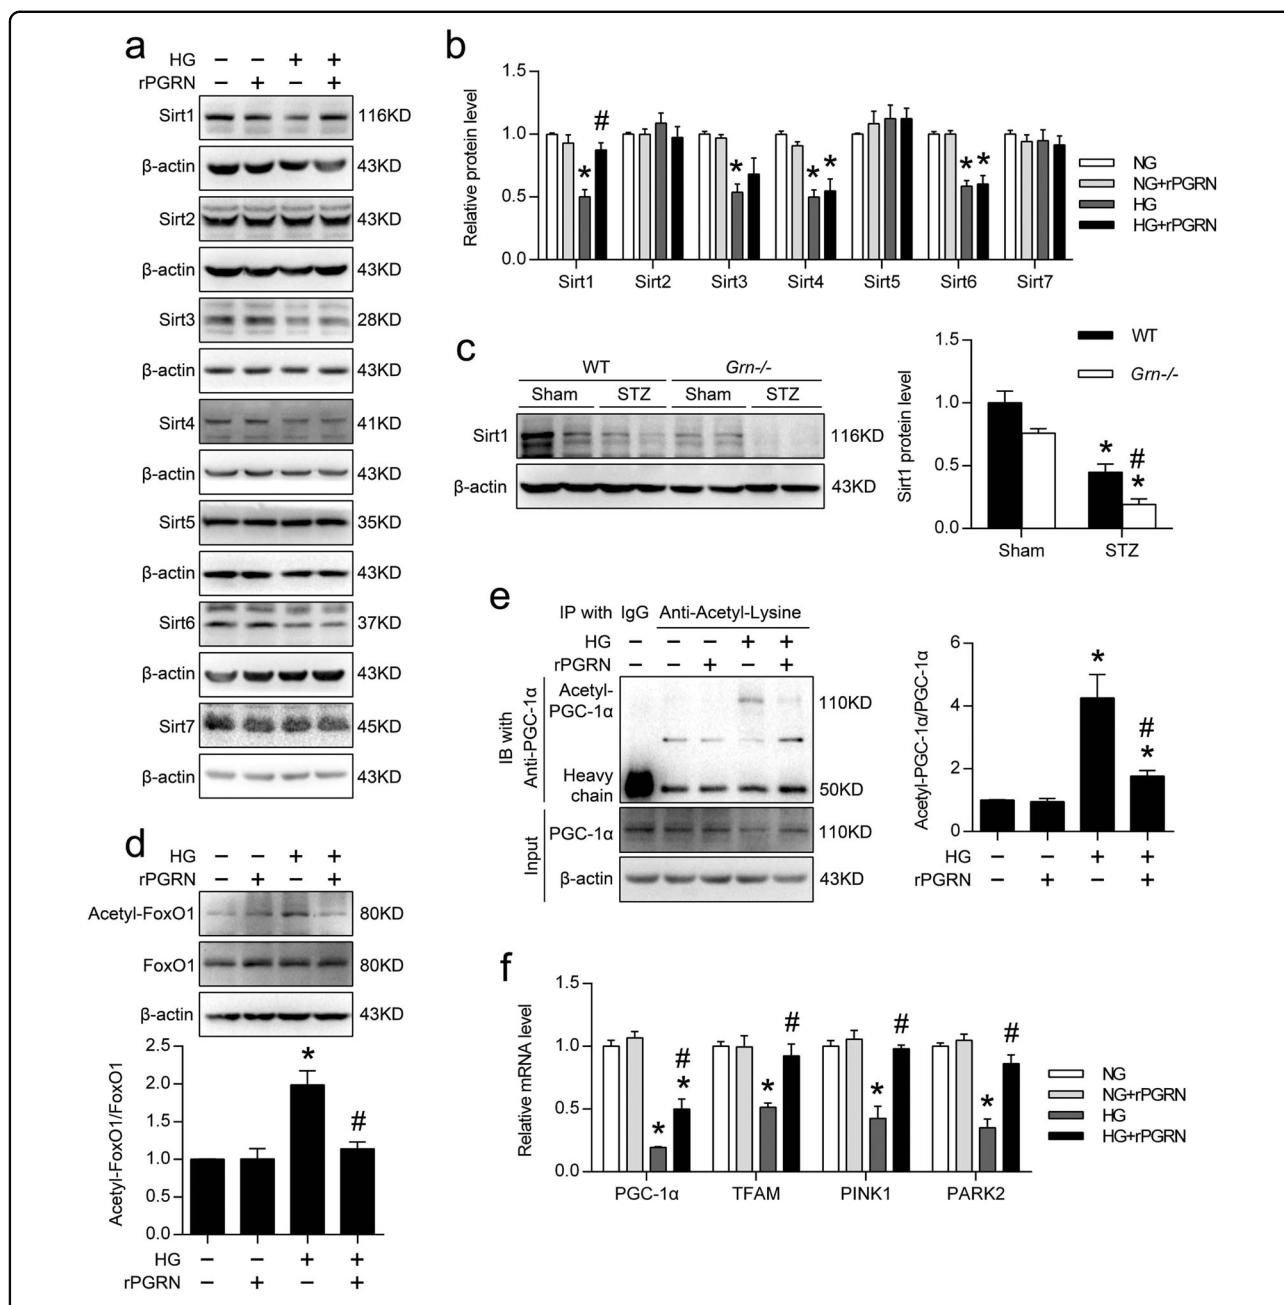 a
HG − − + +
rPGRN − + − +
Sirt1 116KD
β-actin 43KD
Sirt2 43KD
β-actin 43KD
Sirt3 28KD
β-actin 43KD
Sirt4 41KD
β-actin 43KD
Sirt5 35KD
β-actin 43KD
Sirt6 37KD
β-actin 43KD
Sirt7 45KD
β-actin 43KD
b
Relative protein level
1.5
1.0
0.5
0.0
* # * * * * *
Sirt1 Sirt2 Sirt3 Sirt4 Sirt5 Sirt6 Sirt7
NG
NG+rPGRN
HG
HG+rPGRN
c
WT Grn-/-
Sham STZ Sham STZ
Sirt1 116KD
β-actin 43KD
Sirt1 protein level
1.5
1.0
0.5
0.0
WT
Grn-/-
#
* *
Sham STZ
d
HG − − + +
rPGRN − + − +
Acetyl-FoxO1 80KD
FoxO1 80KD
β-actin 43KD
Acetyl-FoxO1/FoxO1
2.5
2.0
1.5
1.0
0.5
0.0
* #
HG − − + +
rPGRN − + − +
e
IP with IgG Anti-Acetyl-Lysine
HG − − − + +
rPGRN − − + − +
IB with
Anti-PGC-1α
Acetyl-
PGC-1α 110KD
Heavy
chain 50KD
Input
PGC-1α 110KD
β-actin 43KD
Acetyl-PGC-1α/PGC-1α
6
4
2
0
* #
*
HG − − + +
rPGRN − + − +
f
Relative mRNA level
1.5
1.0
0.5
0.0
# # # #
* * * * *
PGC-1α TFAM PINK1 PARK2
NG
NG+rPGRN
HG
HG+rPGRN